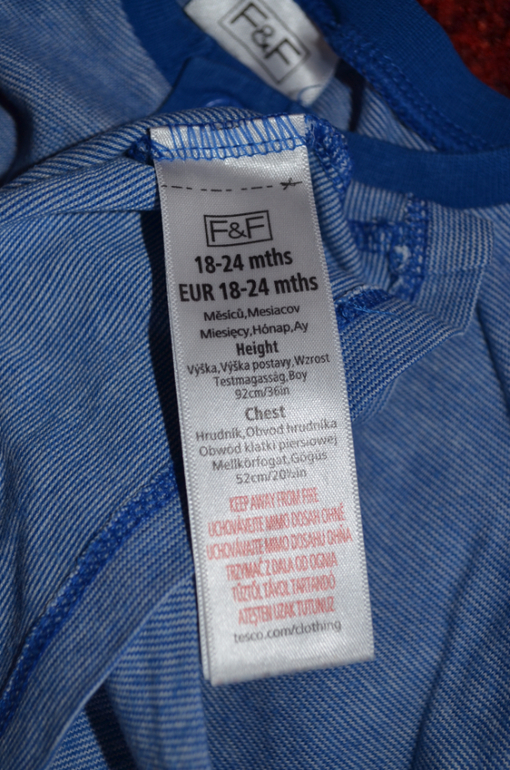 F&F
F&F
18-24 mths
EUR 18-24 mths
Měsíců,Mesiacov
Miesięcy,Hónap,Ay
Height
Výška,Výška postavy,Wzrost
Testmagasság,Boy
92cm/36in
Chest
Hrudník,Obvod hrudníka
Obwód klatki piersiowej
Mellkörfogat,Göğüs
52cm/20½in
KEEP AWAY FROM FIRE
UCHOVÁVEJTE MIMO DOSAH OHNĚ
UCHOVÁVAJTE MIMO DOSAHU OHŇA
TRZYMAĆ Z DALA OD OGNIA
TŰZTŐL TÁVOL TARTANDÓ
ATEŞTEN UZAK TUTUNUZ
tesco.com/clothing